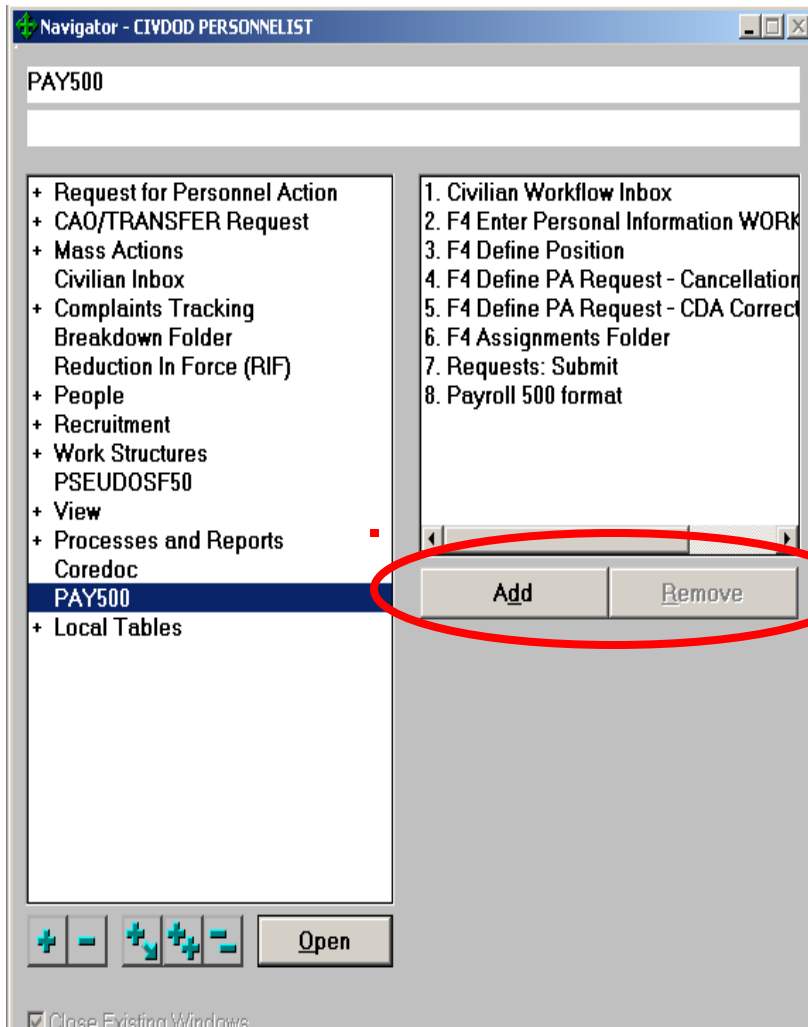 Navigator - CIVDOD PERSONNELIST
PAY500
+ Request for Personnel Action
+ CAO/TRANSFER Request
+ Mass Actions
Civilian Inbox
+ Complaints Tracking
Breakdown Folder
Reduction In Force (RIF)
+ People
+ Recruitment
+ Work Structures
PSEUDOSF50
+ View
+ Processes and Reports
Coredoc
PAY500
+ Local Tables
1. Civilian Workflow Inbox
2. F4 Enter Personal Information WORK
3. F4 Define Position
4. F4 Define PA Request - Cancellation
5. F4 Define PA Request - CDA Correct
6. F4 Assignments Folder
7. Requests: Submit
8. Payroll 500 format
Add
Remove
Open
Close Existing Windows